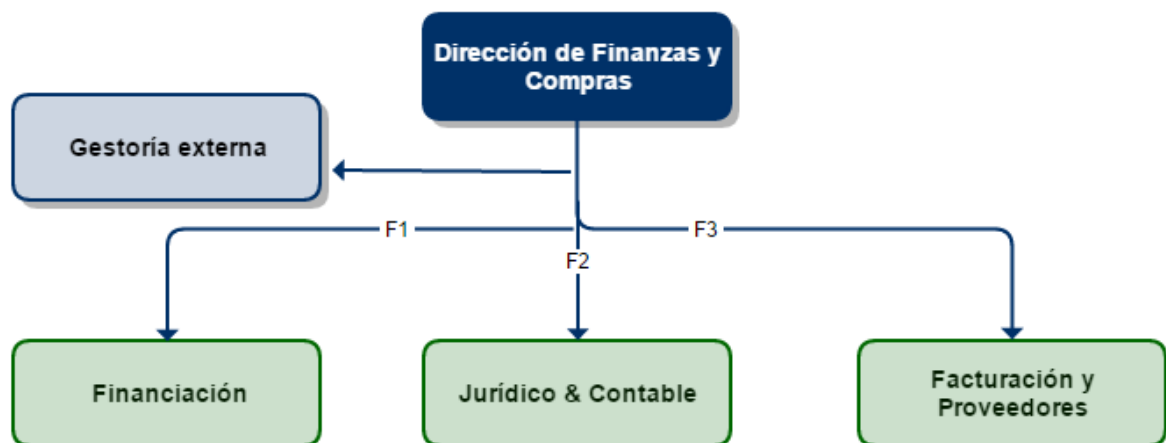 Dirección de Finanzas y
Compras
Gestoría externa
F1
F3
F2
Financiación
Jurídico & Contable
Facturación y
Proveedores